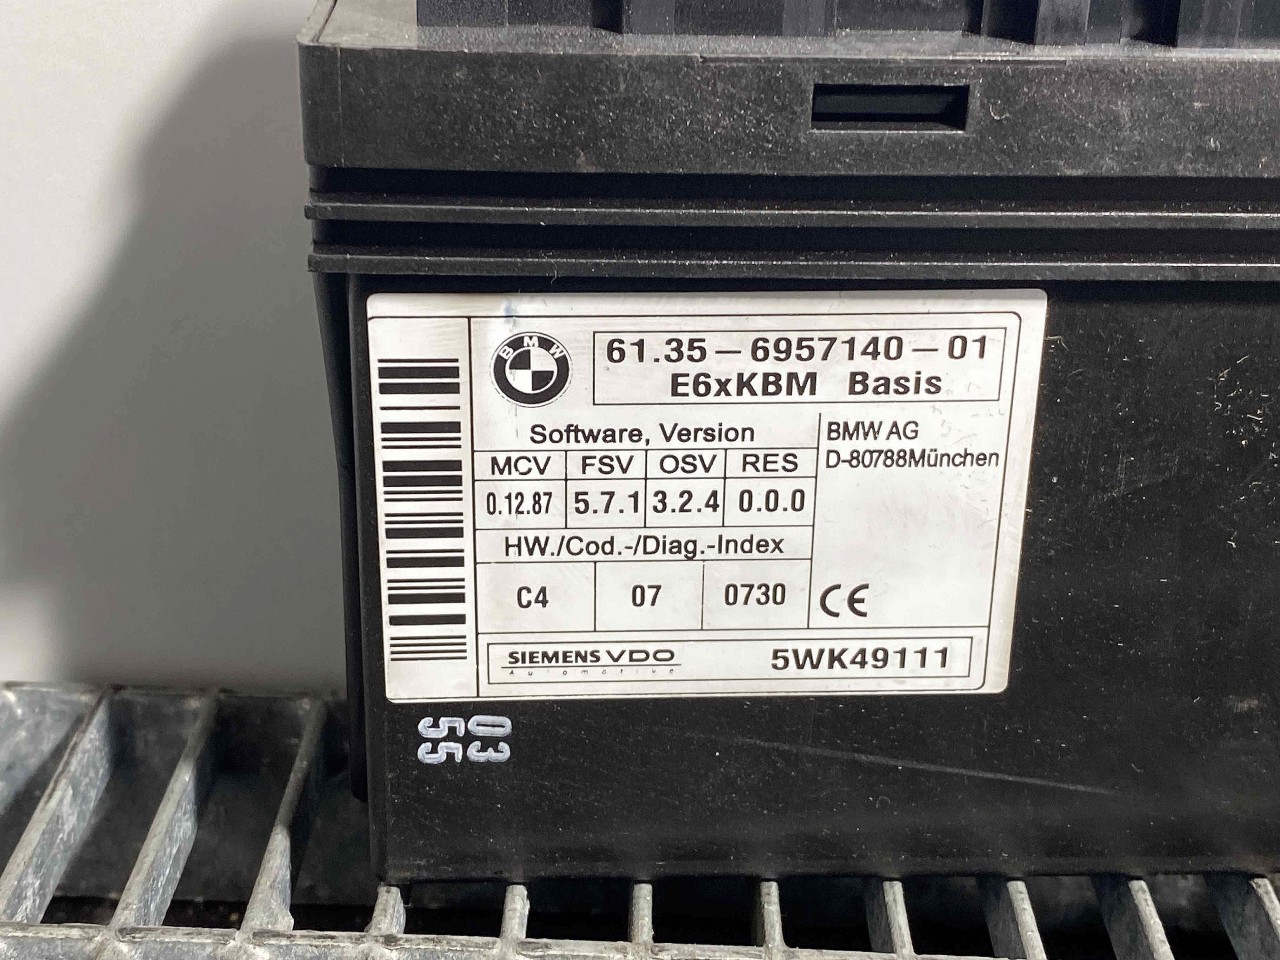 BMW
61.35-6957140-01
E6xKBM Basis
Software, Version
MCV FSV OSV RES
0.12.87 5.7.1 3.2.4 0.0.0
HW./Cod.-/Diag.-Index
C4 07 0730
BMW AG
D-80788München
CE
SIEMENS VDO
Automotive
5WK49111
03
55